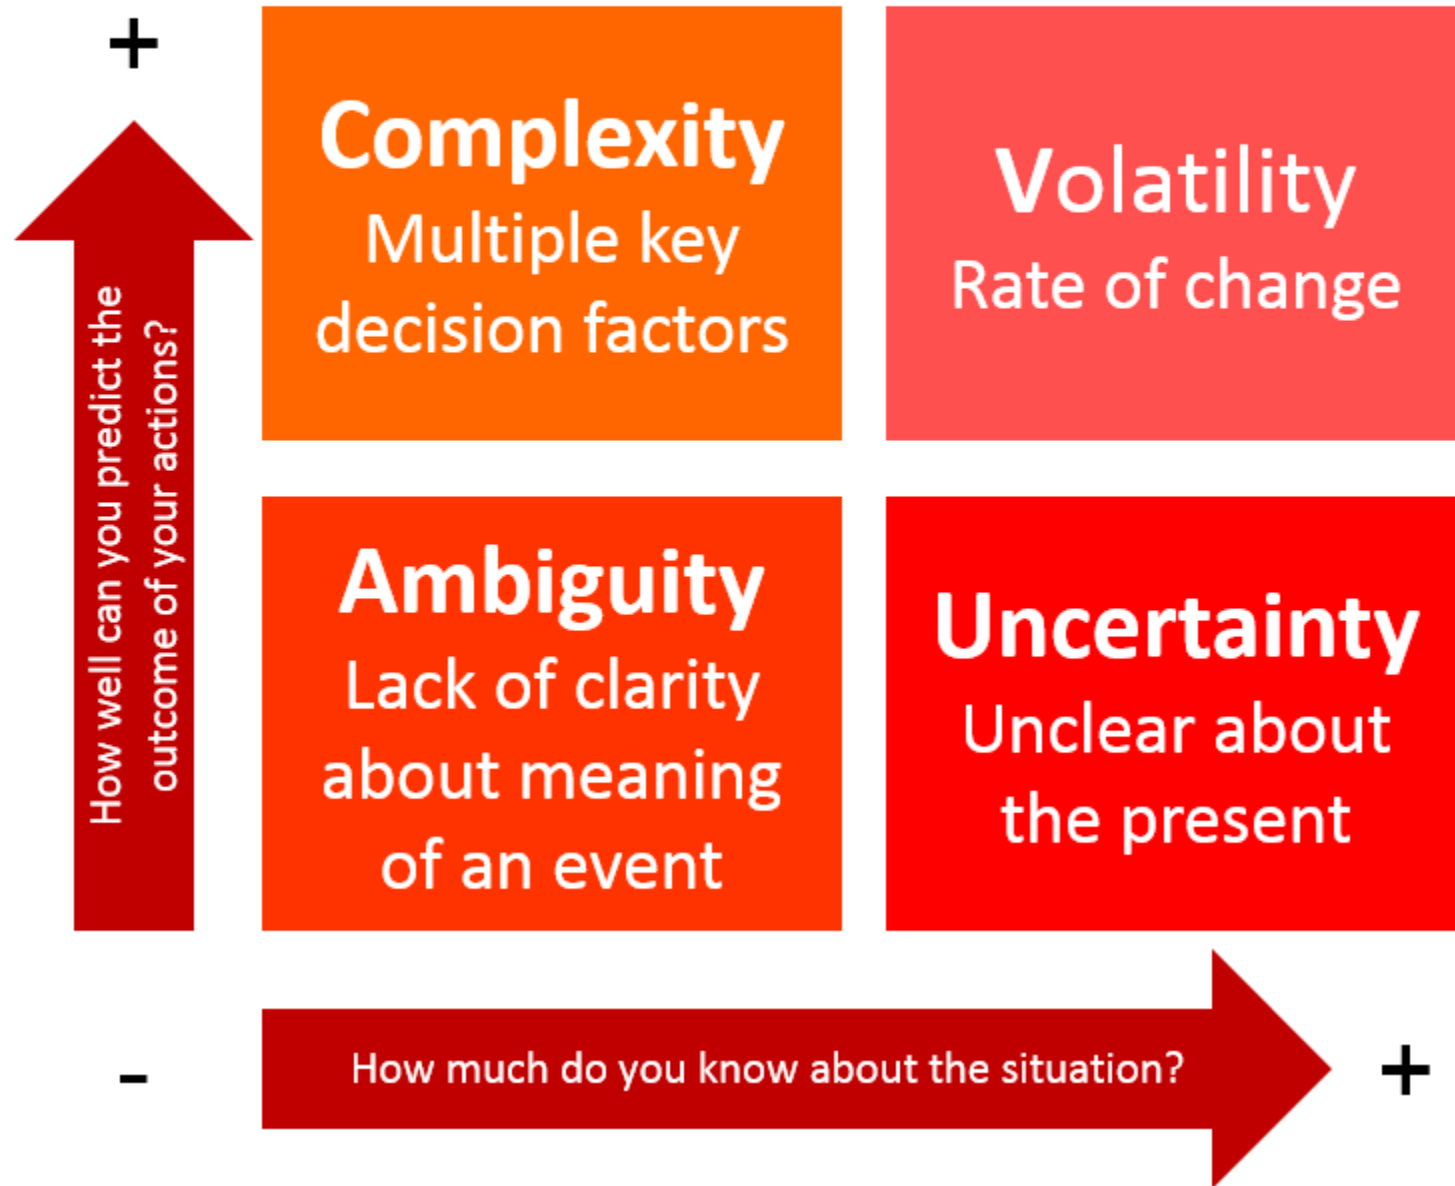 +
Complexity
Multiple key
decision factors
Volatility
Rate of change
How well can you predict the
outcome of your actions?
Ambiguity
Lack of clarity
about meaning
of an event
Uncertainty
Unclear about
the present
-
How much do you know about the situation?
+